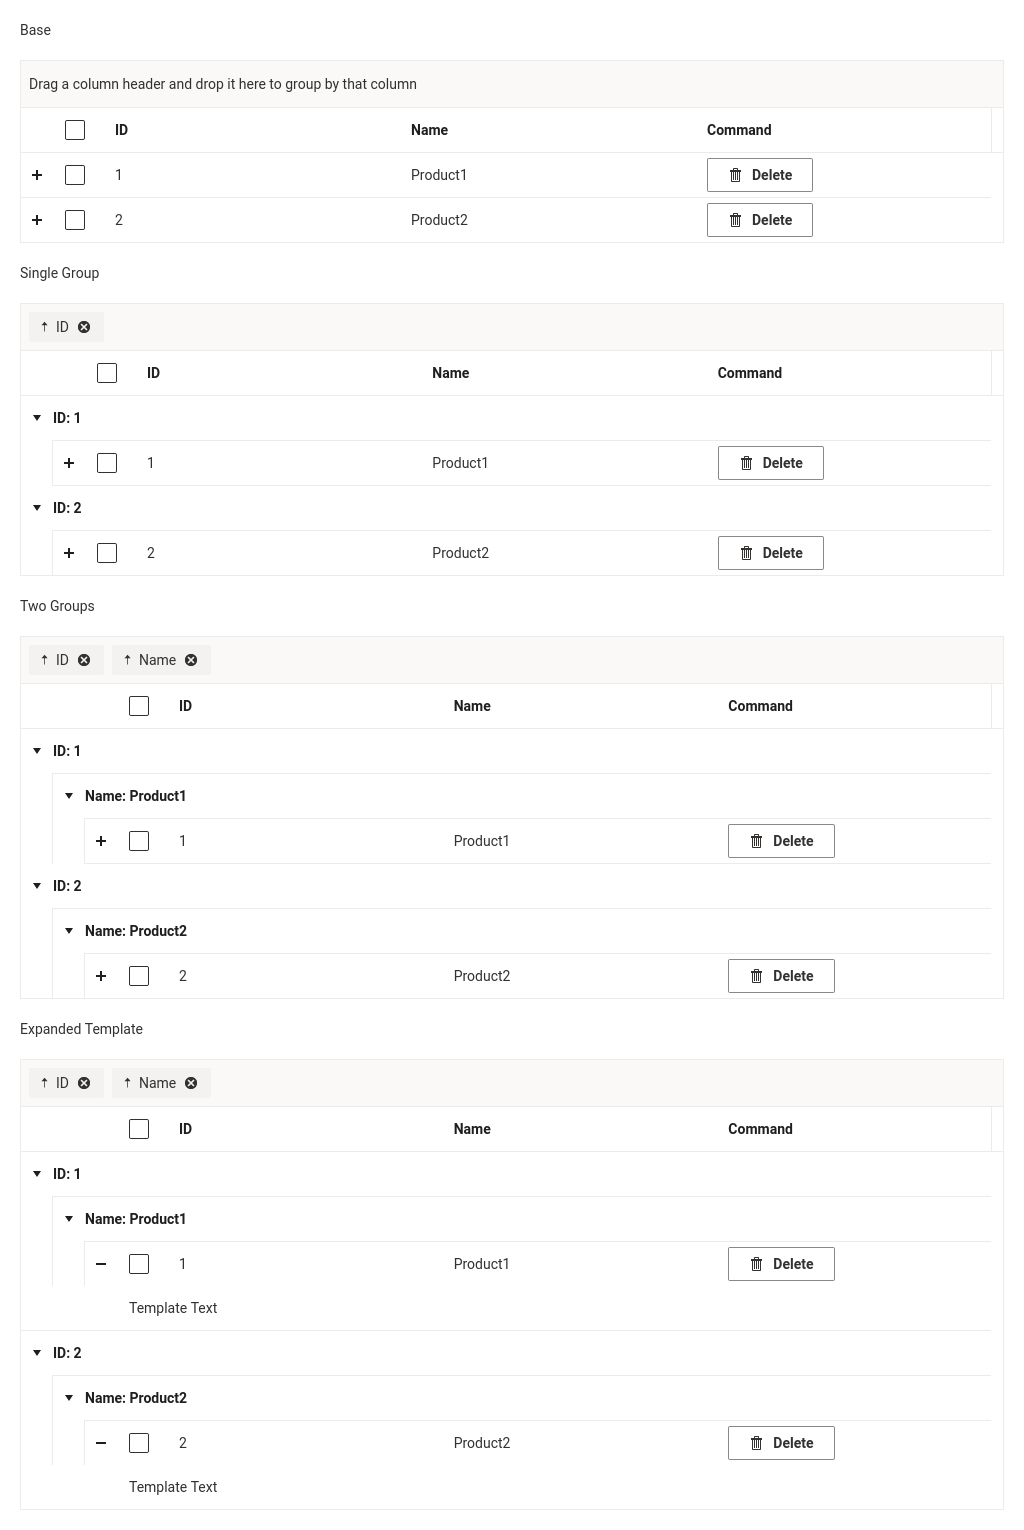 Base
Drag a column header and drop it here to group by that column
ID Name Command
1 Product1 Delete
2 Product2 Delete
Single Group
ID
ID Name Command
ID: 1
1 Product1 Delete
ID: 2
2 Product2 Delete
Two Groups
ID Name
ID Name Command
ID: 1
Name: Product1
1 Product1 Delete
ID: 2
Name: Product2
2 Product2 Delete
Expanded Template
ID Name
ID Name Command
ID: 1
Name: Product1
1 Product1 Delete
Template Text
ID: 2
Name: Product2
2 Product2 Delete
Template Text